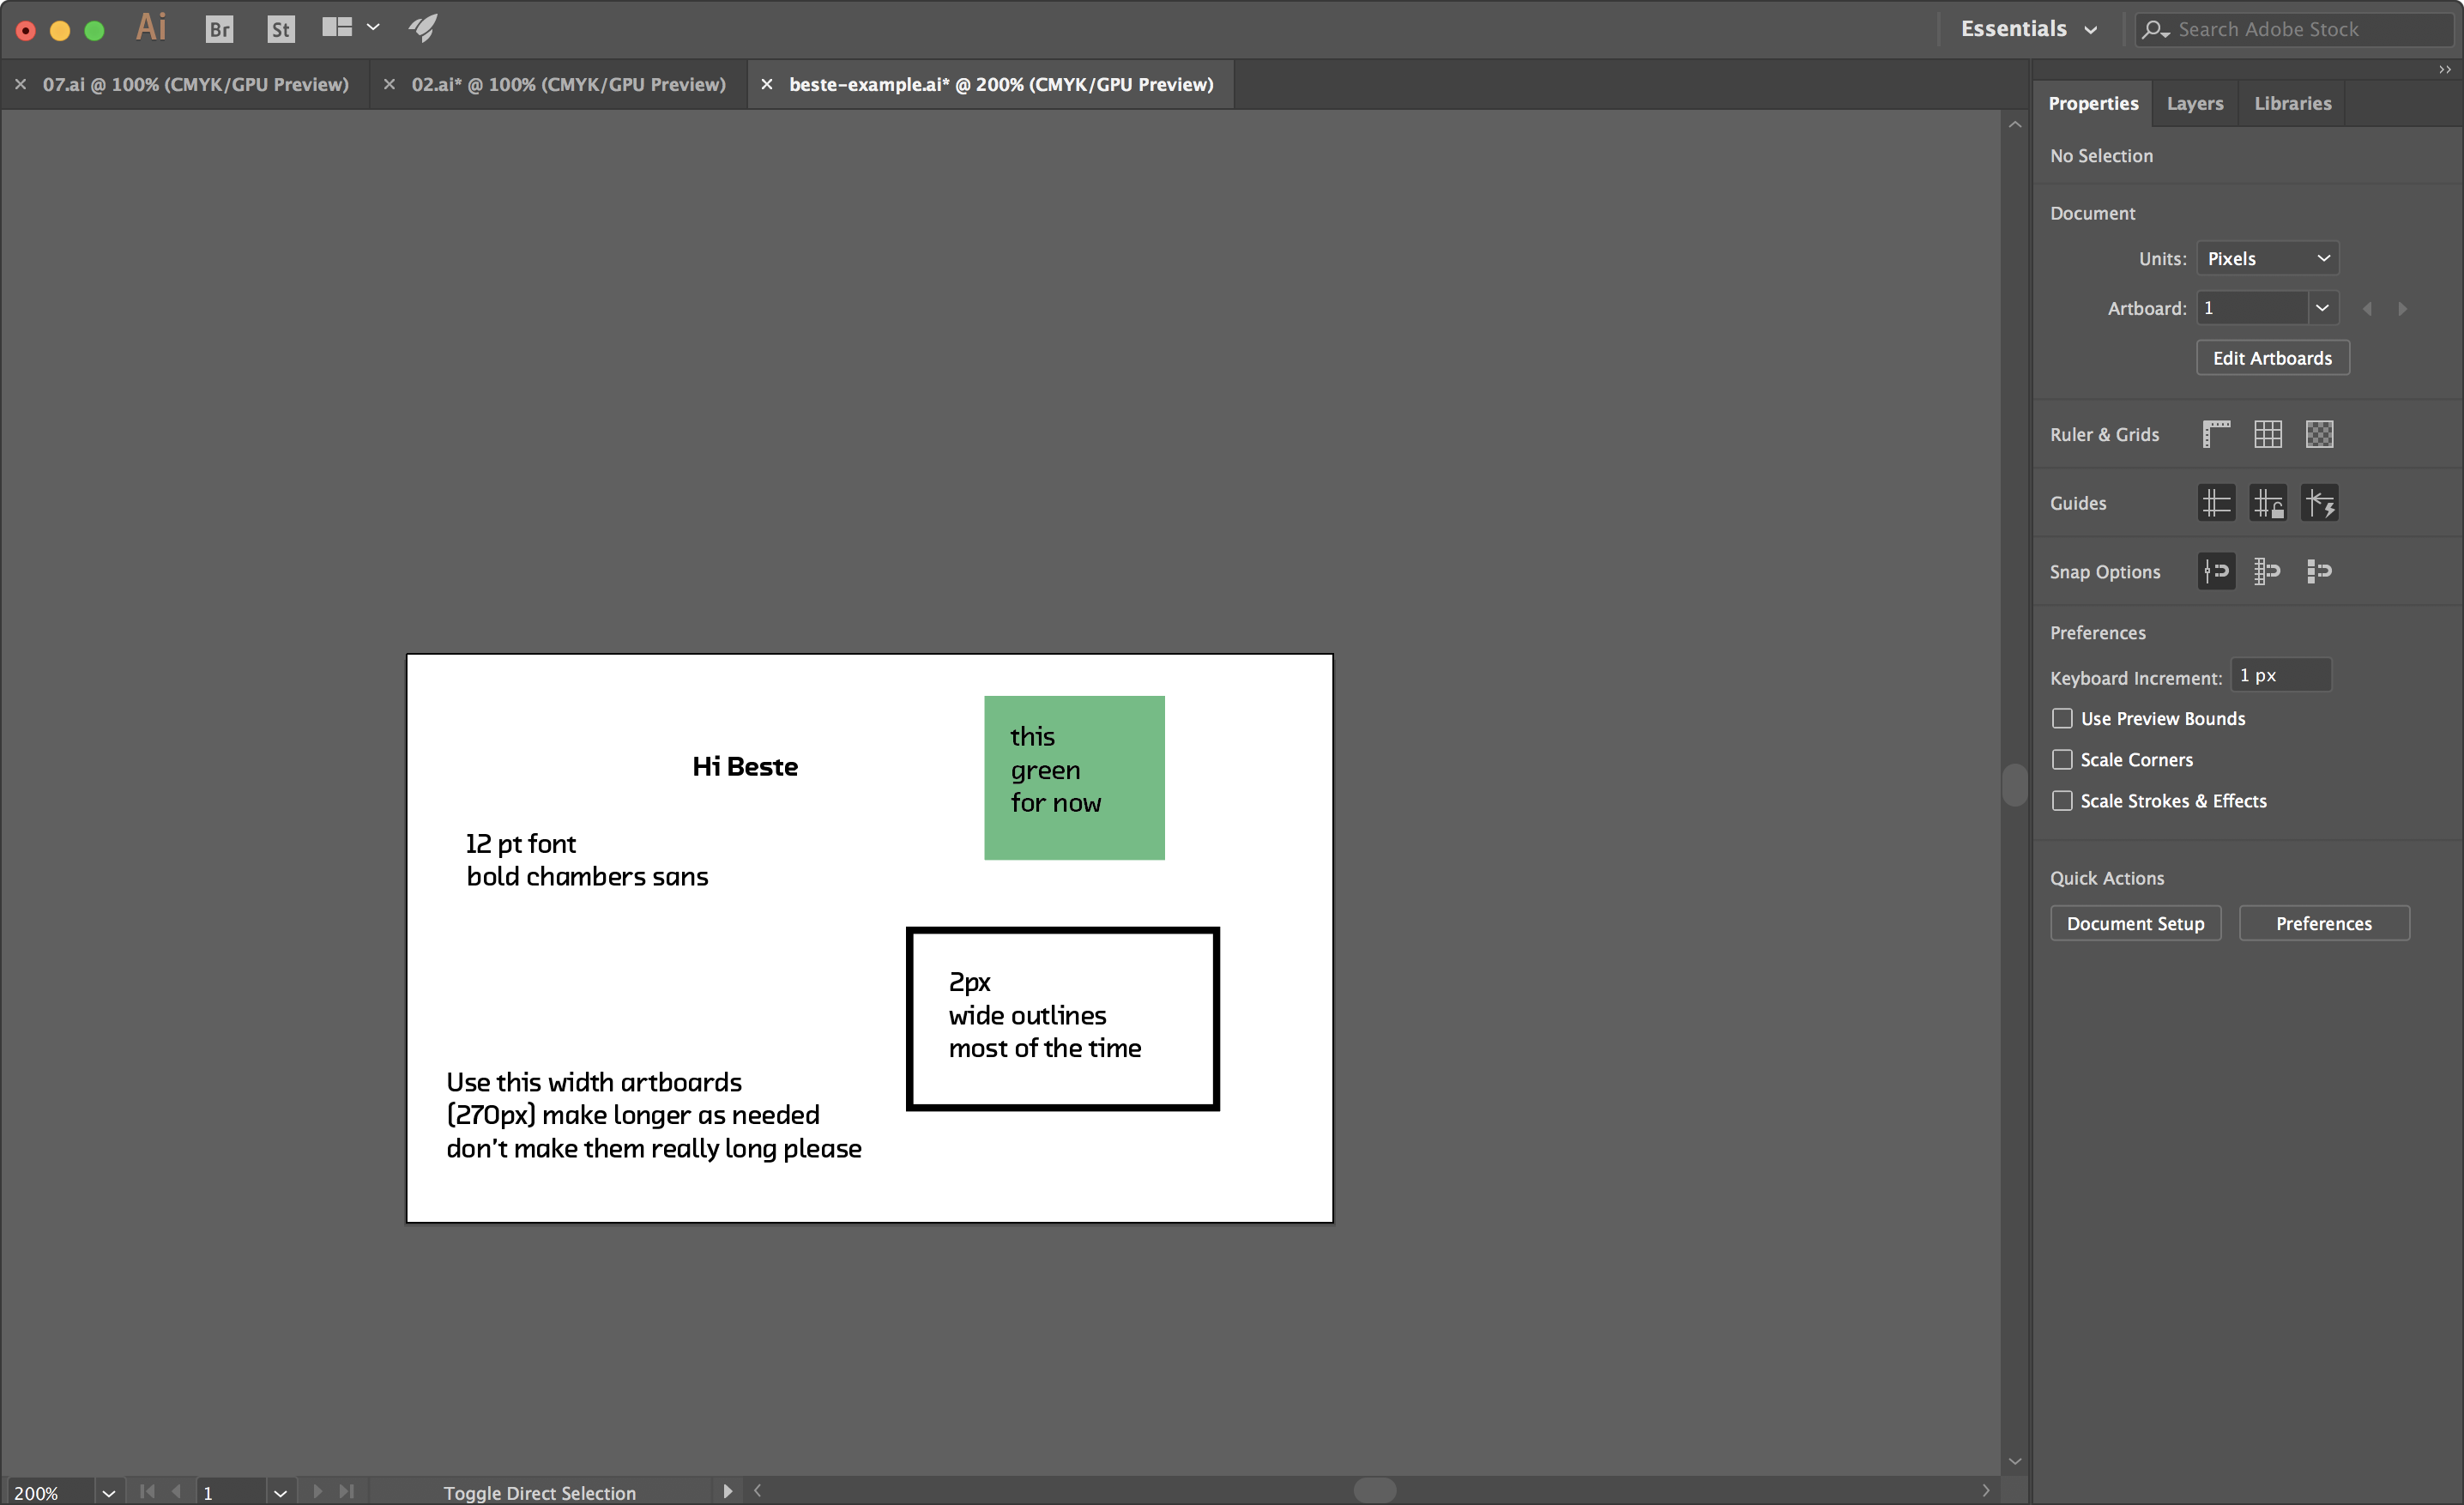 Ai
Br
St
Essentials
Search Adobe Stock
07.ai @ 100% (CMYK/GPU Preview)
02.ai* @ 100% (CMYK/GPU Preview)
beste-example.ai* @ 200% (CMYK/GPU Preview)
Properties
Layers
Libraries
No Selection
Document
Units: Pixels
Artboard: 1
Edit Artboards
Ruler & Grids
Guides
Snap Options
Preferences
Keyboard Increment: 1 px
Use Preview Bounds
Scale Corners
Scale Strokes & Effects
Quick Actions
Document Setup
Preferences
Hi Beste
this
green
for now
12 pt font
bold chambers sans
2px
wide outlines
most of the time
Use this width artboards
(270px) make longer as needed
don't make them really long please
200%
1
Toggle Direct Selection